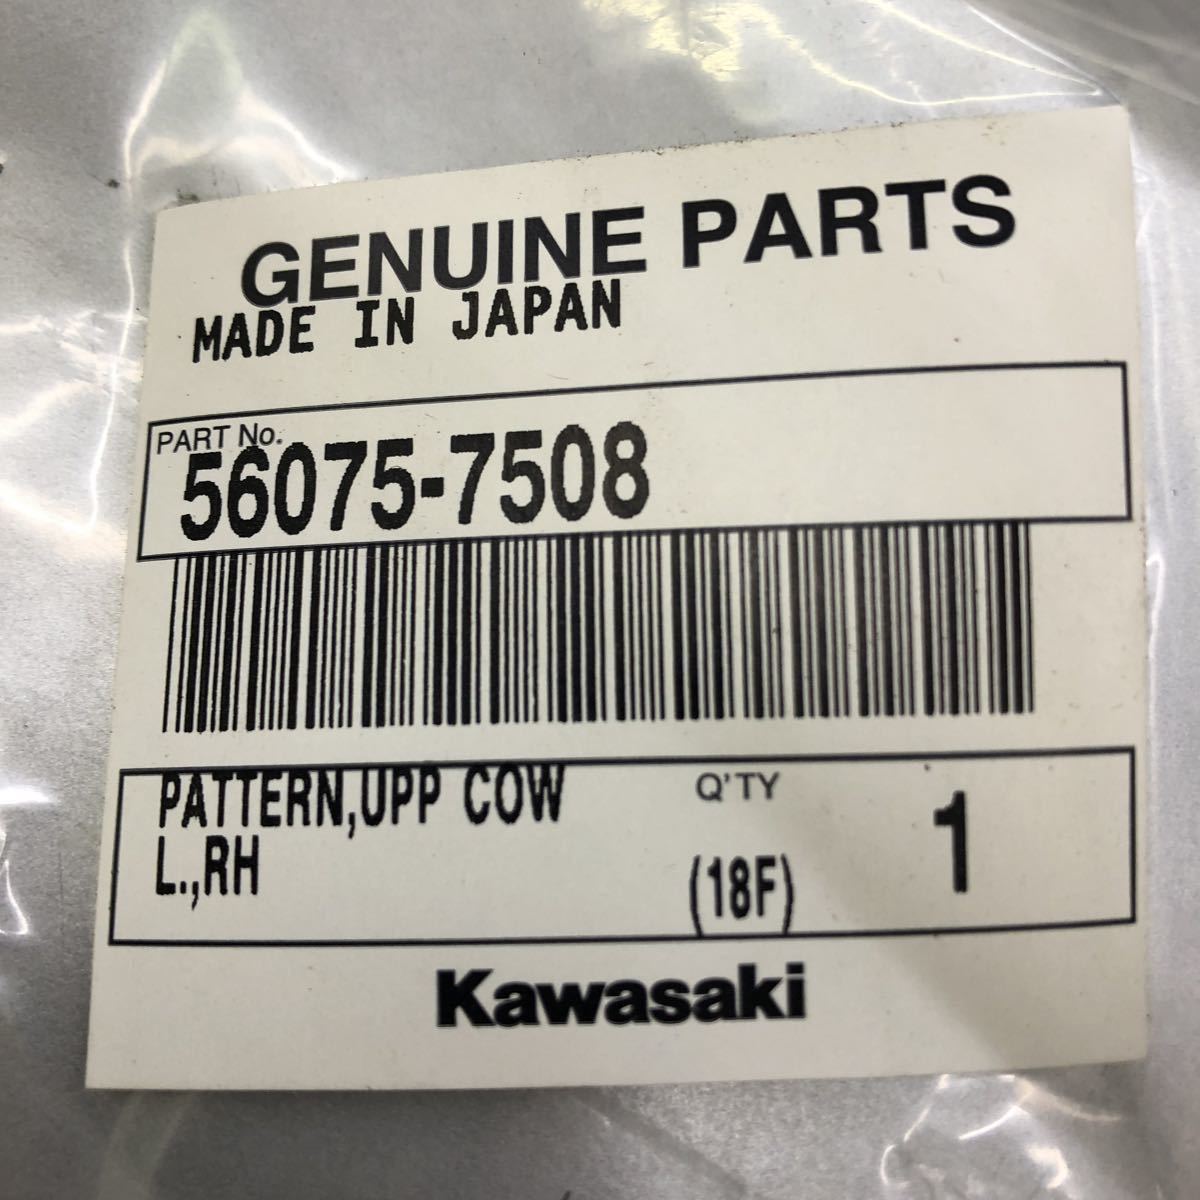 GENUINE PARTS
MADE IN JAPAN
PART No.
56075-7508
PATTERN,UPP COW
L.,RH
Q'TY
(18F)
1
Kawasaki